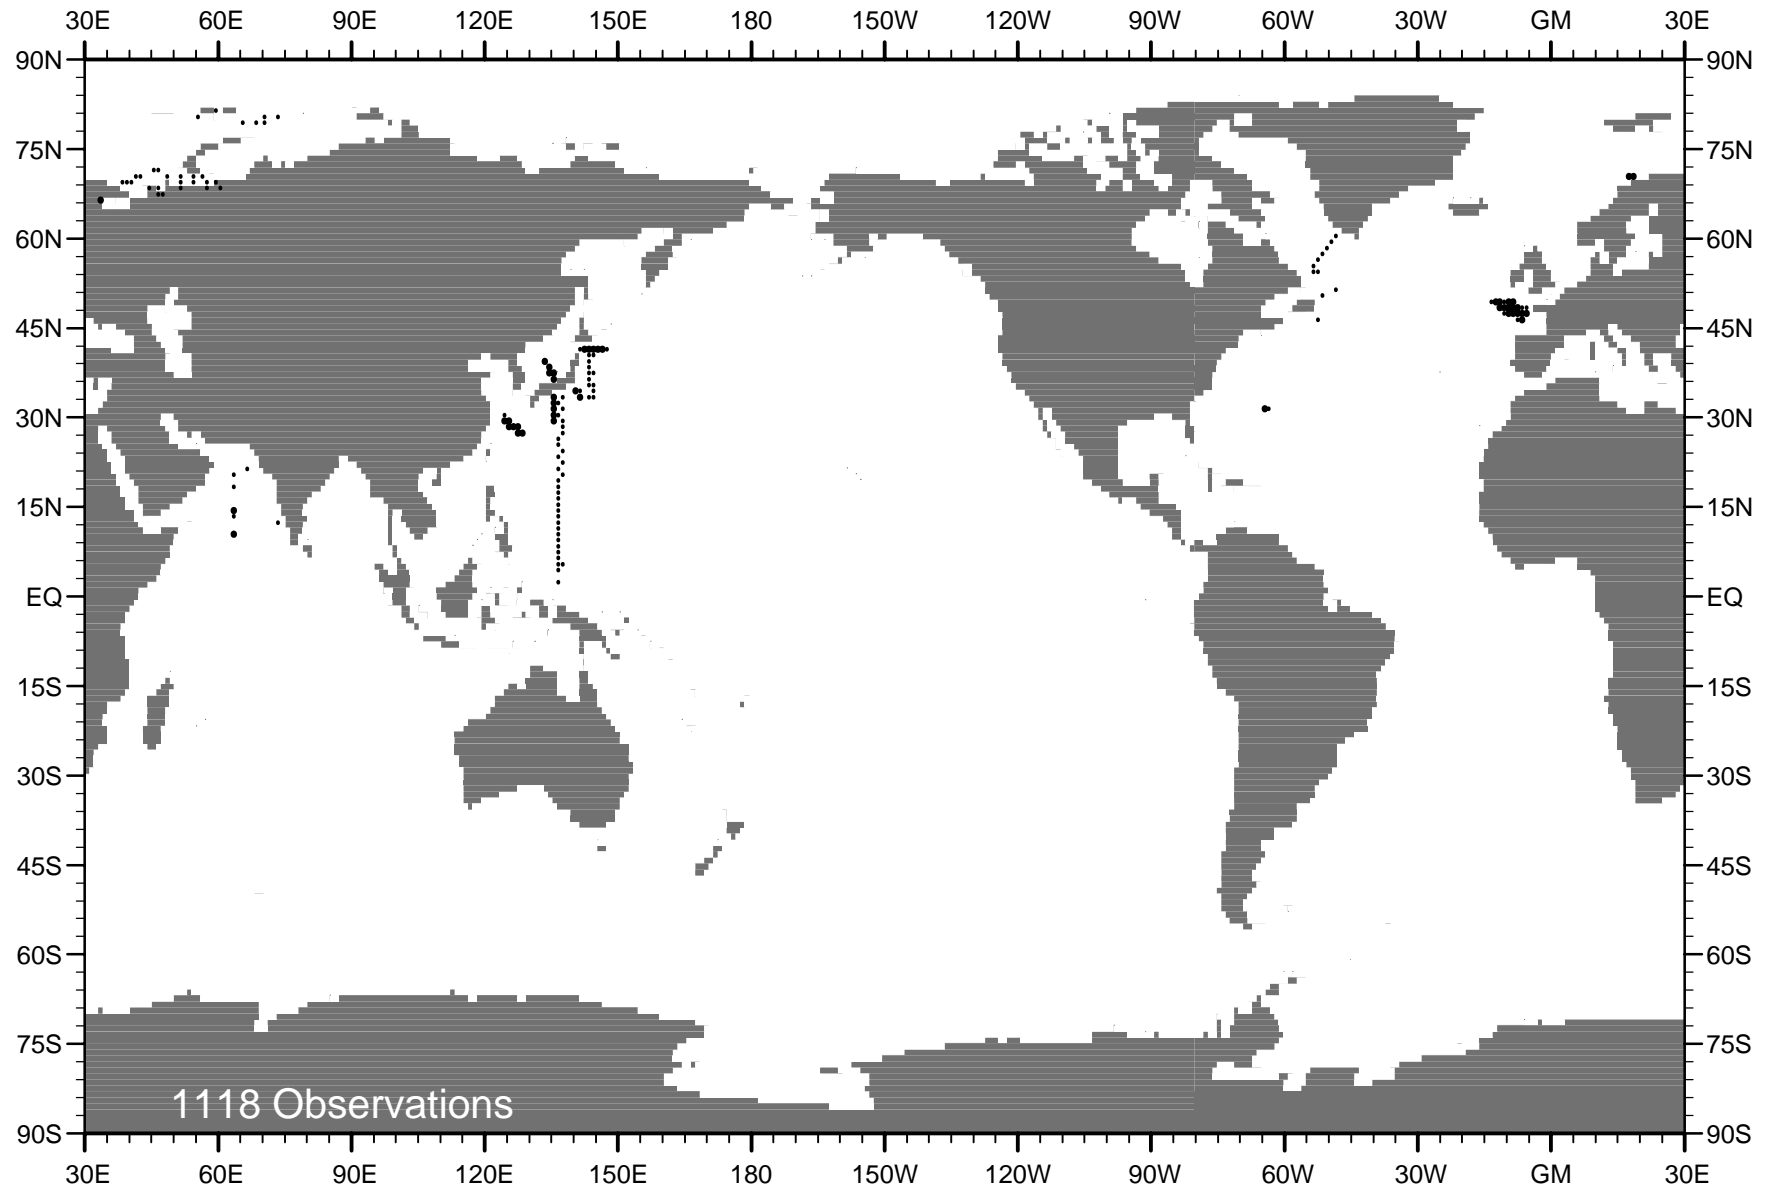 30E 60E 90E 120E 150E 180 150W 120W 90W 60W 30W GM 30E
90N 90N
75N 75N
60N 60N
45N 45N
30N 30N
15N 15N
EQ EQ
15S 15S
30S 30S
45S 45S
60S 60S
75S 75S
1118 Observations
90S 90S
30E 60E 90E 120E 150E 180 150W 120W 90W 60W 30W GM 30E